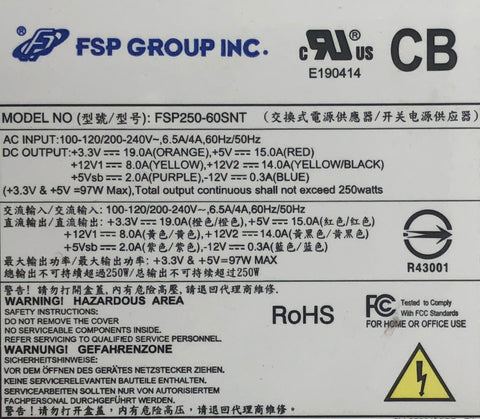 FSP GROUP INC.
c RU US
E190414
CB
MODEL NO (型號/型号): FSP250-60SNT (交換式電源供應器/开关电源供应器)
AC INPUT:100-120/200-240V~,6.5A/4A,60Hz/50Hz
DC OUTPUT:+3.3V ⎓ 19.0A(ORANGE),+5V ⎓ 15.0A(RED)
+12V1 ⎓ 8.0A(YELLOW),+12V2 ⎓ 14.0A(YELLOW/BLACK)
+5Vsb ⎓ 2.0A(PURPLE),-12V ⎓ 0.3A(BLUE)
(+3.3V & +5V =97W Max),Total output continuous shall not exceed 250watts
交流輸入/交流输入: 100-120/200-240V~,6.5A/4A,60Hz/50Hz
直流輸出/直流输出: +3.3V ⎓ 19.0A(橙色/橙色),+5V ⎓ 15.0A(紅色/红色)
+12V1 ⎓ 8.0A(黃色/黄色),+12V2 ⎓ 14.0A(黃黑色/黄黑色)
+5Vsb ⎓ 2.0A(紫色/紫色),-12V ⎓ 0.3A(藍色/蓝色)
最大輸出功率/最大输出功率: +3.3V & +5V=97W MAX
總輸出不可持續超過250W/总输出不可持续超过250W
R43001
警告! 請勿打開盒蓋, 內有危險高壓, 請退回代理商維修.
WARNING! HAZARDOUS AREA
SAFETY INSTRUCTIONS:
DO NOT REMOVE THE COVER
NO SERVICEABLE COMPONENTS INSIDE.
REFER SERVICING TO QUALIFIED SERVICE PERSONNEL.
RoHS
FC Tested to Comply
With FCC Standards
FOR HOME OR OFFICE USE
WARNUNG! GEFAHRENZONE
SICHERHEITSHINWEISSE:
VOR DEM ÖFFNEN DES GERÄTES NETZSTECKER ZIEHEN
KEINE SERVICERELEVANTEN BAUTEILE ENTHALTEN.
SERVICEARBEITEN SOLLTEN NUR VON AUTORISIERTEM
警告! 请勿打开盒盖, 内有危险高压, 请退回代理商维修.